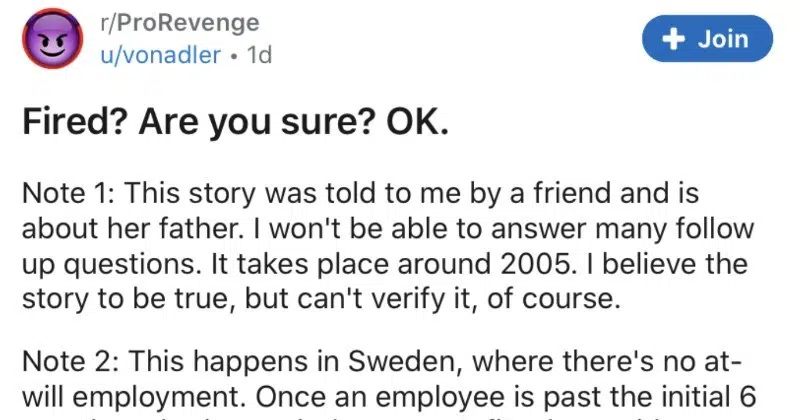 r/ProRevenge
u/vonadler • 1d
+ Join
Fired? Are you sure? OK.
Note 1: This story was told to me by a friend and is
about her father. I won't be able to answer many follow
up questions. It takes place around 2005. I believe the
story to be true, but can't verify it, of course.
Note 2: This happens in Sweden, where there's no at-
will employment. Once an employee is past the initial 6